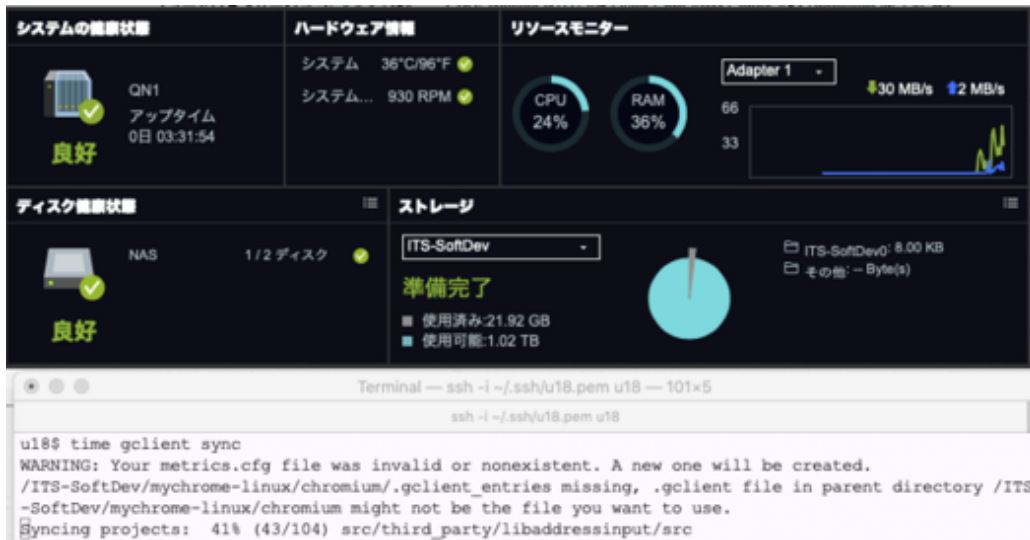 システムの健康状態
ハードウェア情報
リソースモニター
QN1
アップタイム
0日 03:31:54
良好
システム 36°C/96°F
システム... 930 RPM
CPU
24%
RAM
36%
Adapter 1
30 MB/s 2 MB/s
66
33
ディスク健康状態
NAS 1/2 ディスク
良好
ストレージ
ITS-SoftDev
準備完了
使用済み:21.92 GB
使用可能:1.02 TB
ITS-SoftDev0: 8.00 KB
その他: -- Byte(s)
Terminal — ssh -i ~/.ssh/u18.pem u18 — 101×5
ssh -i ~/.ssh/u18.pem u18
u18$ time gclient sync
WARNING: Your metrics.cfg file was invalid or nonexistent. A new one will be created.
/ITS-SoftDev/mychrome-linux/chromium/.gclient_entries missing, .gclient file in parent directory /ITS
-SoftDev/mychrome-linux/chromium might not be the file you want to use.
Syncing projects: 41% (43/104) src/third_party/libaddressinput/src